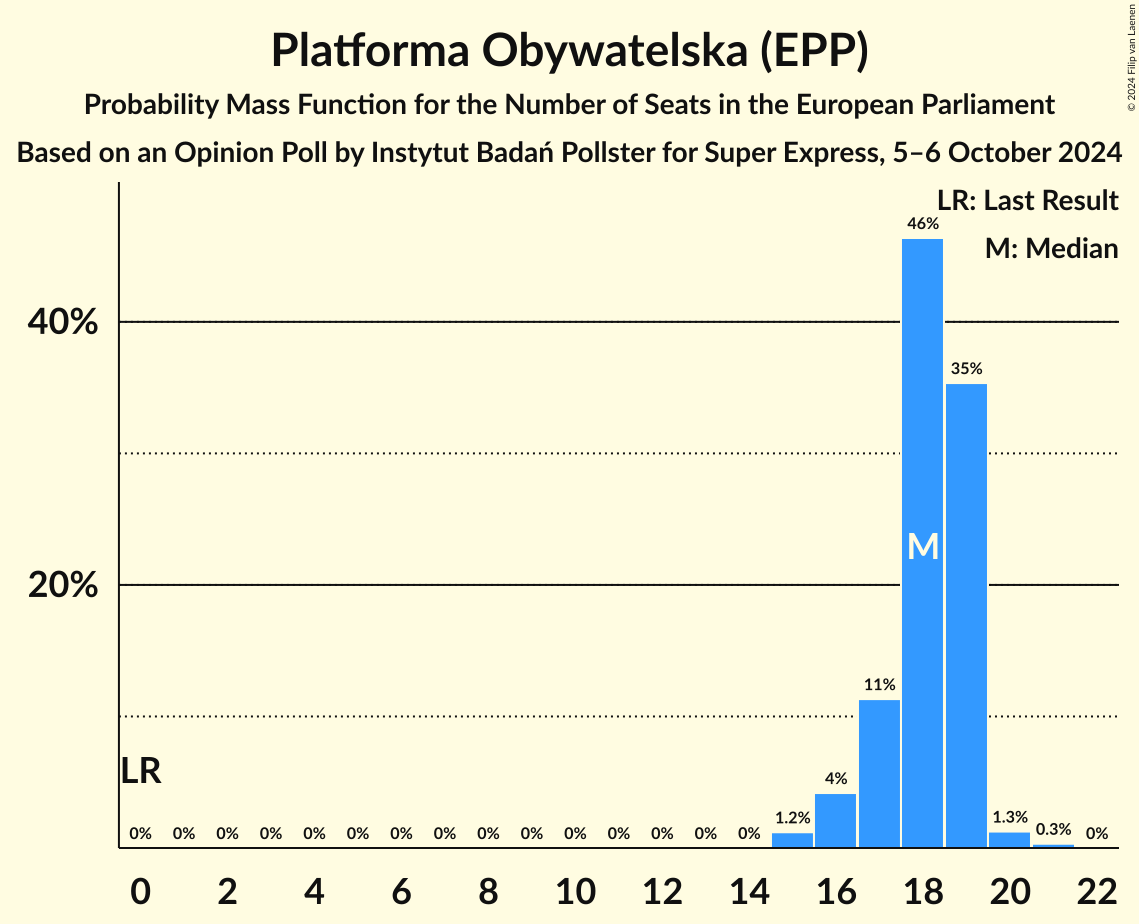 Platforma Obywatelska (EPP)
Probability Mass Function for the Number of Seats in the European Parliament
Based on an Opinion Poll by Instytut Badań Pollster for Super Express, 5–6 October 2024
© 2024 Filip van Laenen
LR: Last Result
M: Median
46%
40%
35%
M
20%
11%
LR
4%
0% 0% 0% 0% 0% 0% 0% 0% 0% 0% 0% 0% 0% 0% 0% 1.2% 1.3% 0.3% 0%
0 2 4 6 8 10 12 14 16 18 20 22